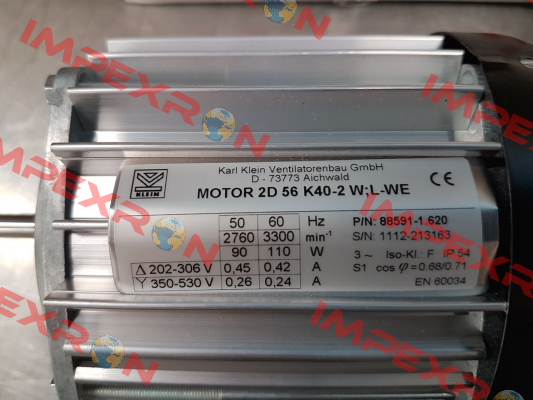 Karl Klein Ventilatorenbau GmbH
D - 73773 Aichwald
KLEIN
MOTOR 2D 56 K40-2 W;L-WE
CE
50 60 Hz
2760 3300 min⁻¹
90 110 W
Δ 202-306 V 0,45 0,42 A
Y 350-530 V 0,26 0,24 A
P/N: 88591-1.620
S/N: 1112-213163
3 ~ Iso-Kl.: F IP 54
S1 cos φ=0.68/0.71
EN 60034
IMPEXRON
IMPEXRON
IMPEXRON
IMPEXRON
IMPEXRON